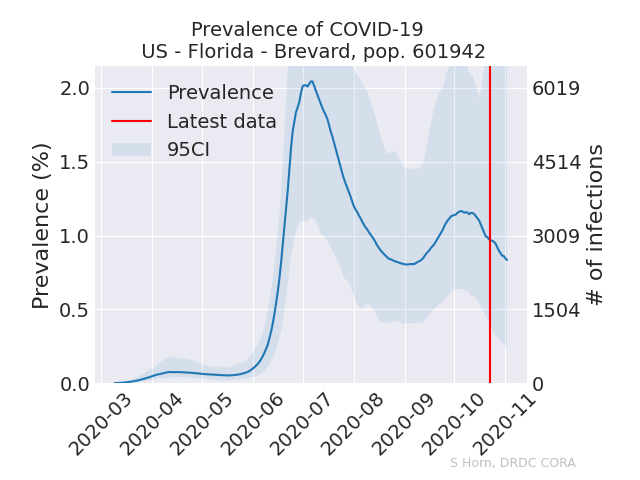 Prevalence of COVID-19
US - Florida - Brevard, pop. 601942
Prevalence
Latest data
95CI
Prevalence (%)
2.0
1.5
1.0
0.5
0.0
6019
4514
3009
1504
0
# of infections
2020-03
2020-04
2020-05
2020-06
2020-07
2020-08
2020-09
2020-10
2020-11
S Horn, DRDC CORA